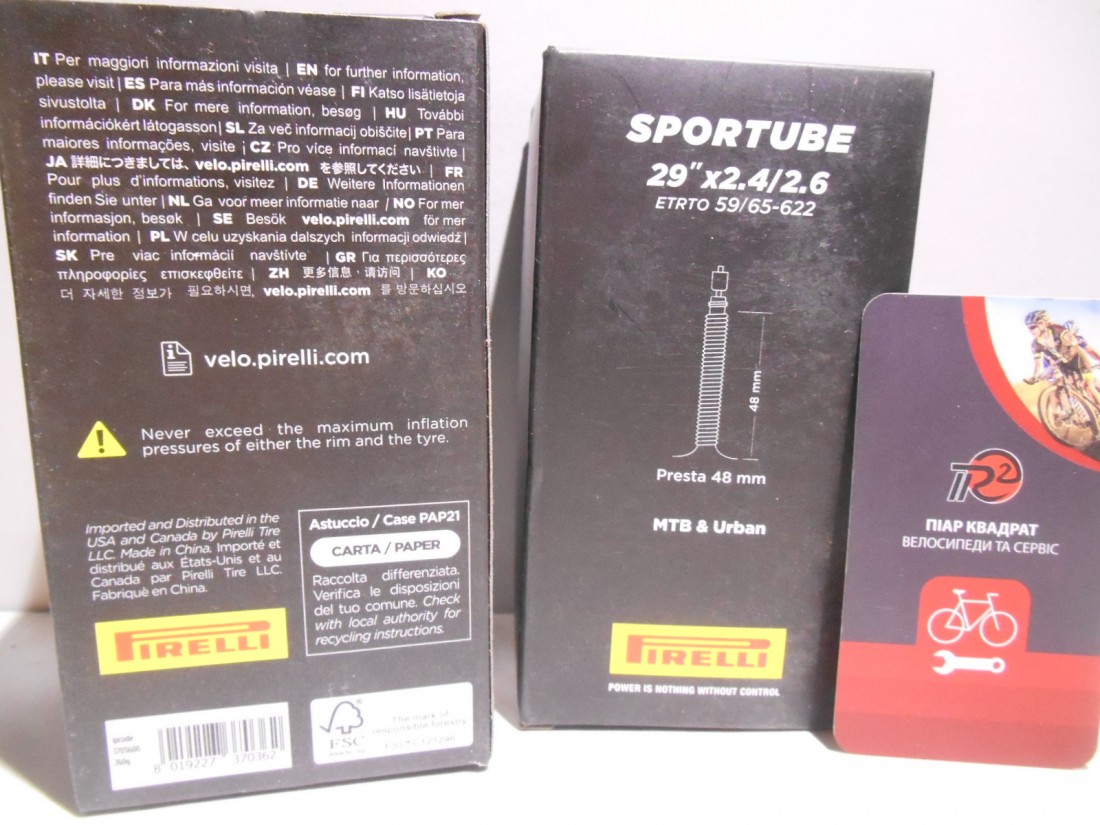 IT Per maggiori informazioni visita | EN for further information,
please visit | ES Para más información véase | FI Katso lisätietoja
sivustolta | DK For mere information, besøg | HU További
információkért látogasson| SL Za več informacij obiščite| PT Para
maiores informações, visite ¡ CZ Pro více informací navštivte |
JA 詳細につきましては、velo.pirelli.com を参照してください | FR
Pour plus d'informations, visitez | DE Weitere Informationen
finden Sie unter | NL Ga voor meer informatie naar / NO For mer
informasjon, besøk | SE Besök velo.pirelli.com för mer
information | PL W celu uzyskania dalszych informacji odwiedź|
SK Pre viac informácií navštívte | GR Για περισσότερες
πληροφορίες επισκεφθείτε | ZH 更多信息，请访问 | KO
더 자세한 정보가 필요하시면, velo.pirelli.com 를 방문하십시오
velo.pirelli.com
Never exceed the maximum inflation
pressures of either the rim and the tyre.
Imported and Distributed in the
USA and Canada by Pirelli Tire
LLC. Made in China. Importé et
distribué aux États-Unis et au
Canada par Pirelli Tire LLC.
Fabriquè en China.
Astuccio / Case PAP21
CARTA / PAPER
Raccolta differenziata.
Verifica le disposizioni
del tuo comune. Check
with local authority for
recycling instructions.
PIRELLI
ipcode
3705600
360g
8 019227 370362
FSC
The mark of
responsible forestry
SPORTUBE
29"x2.4/2.6
ETRTO 59/65-622
48 mm
Presta 48 mm
MTB & Urban
PIRELLI
POWER IS NOTHING WITHOUT CONTROL
R2
ПІАР КВАДРАТ
ВЕЛОСИПЕДИ ТА СЕРВІС